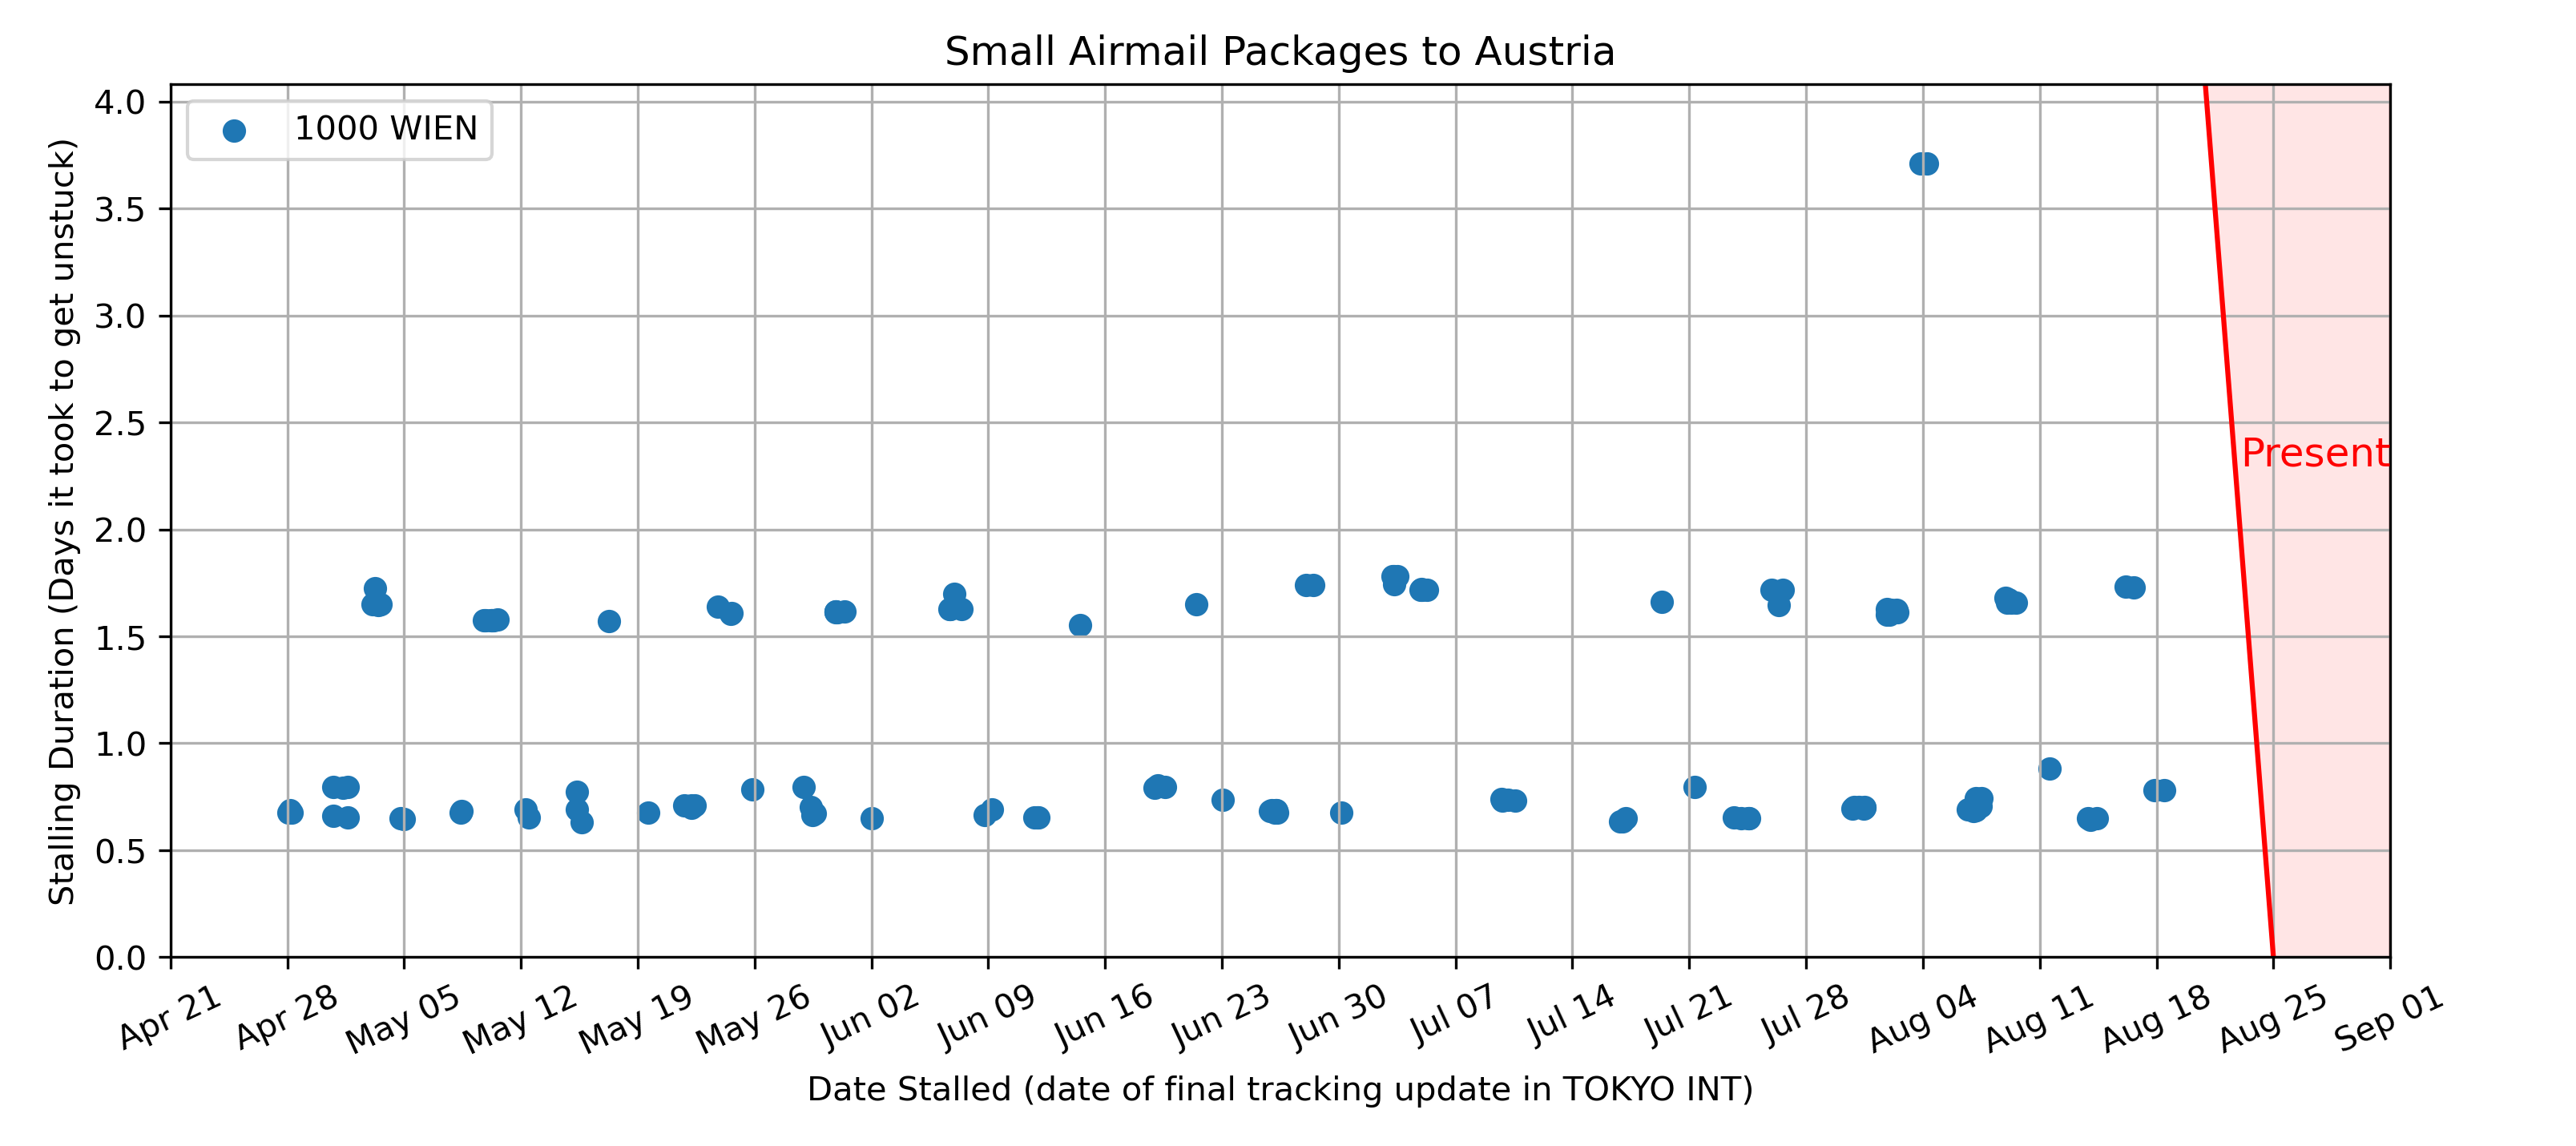 Small Airmail Packages to Austria
1000 WIEN
Stalling Duration (Days it took to get unstuck)
4.0
3.5
3.0
2.5
2.0
1.5
1.0
0.5
0.0
Present
Apr 21 Apr 28 May 05 May 12 May 19 May 26 Jun 02 Jun 09 Jun 16 Jun 23 Jun 30 Jul 07 Jul 14 Jul 21 Jul 28 Aug 04 Aug 11 Aug 18 Aug 25 Sep 01
Date Stalled (date of final tracking update in TOKYO INT)